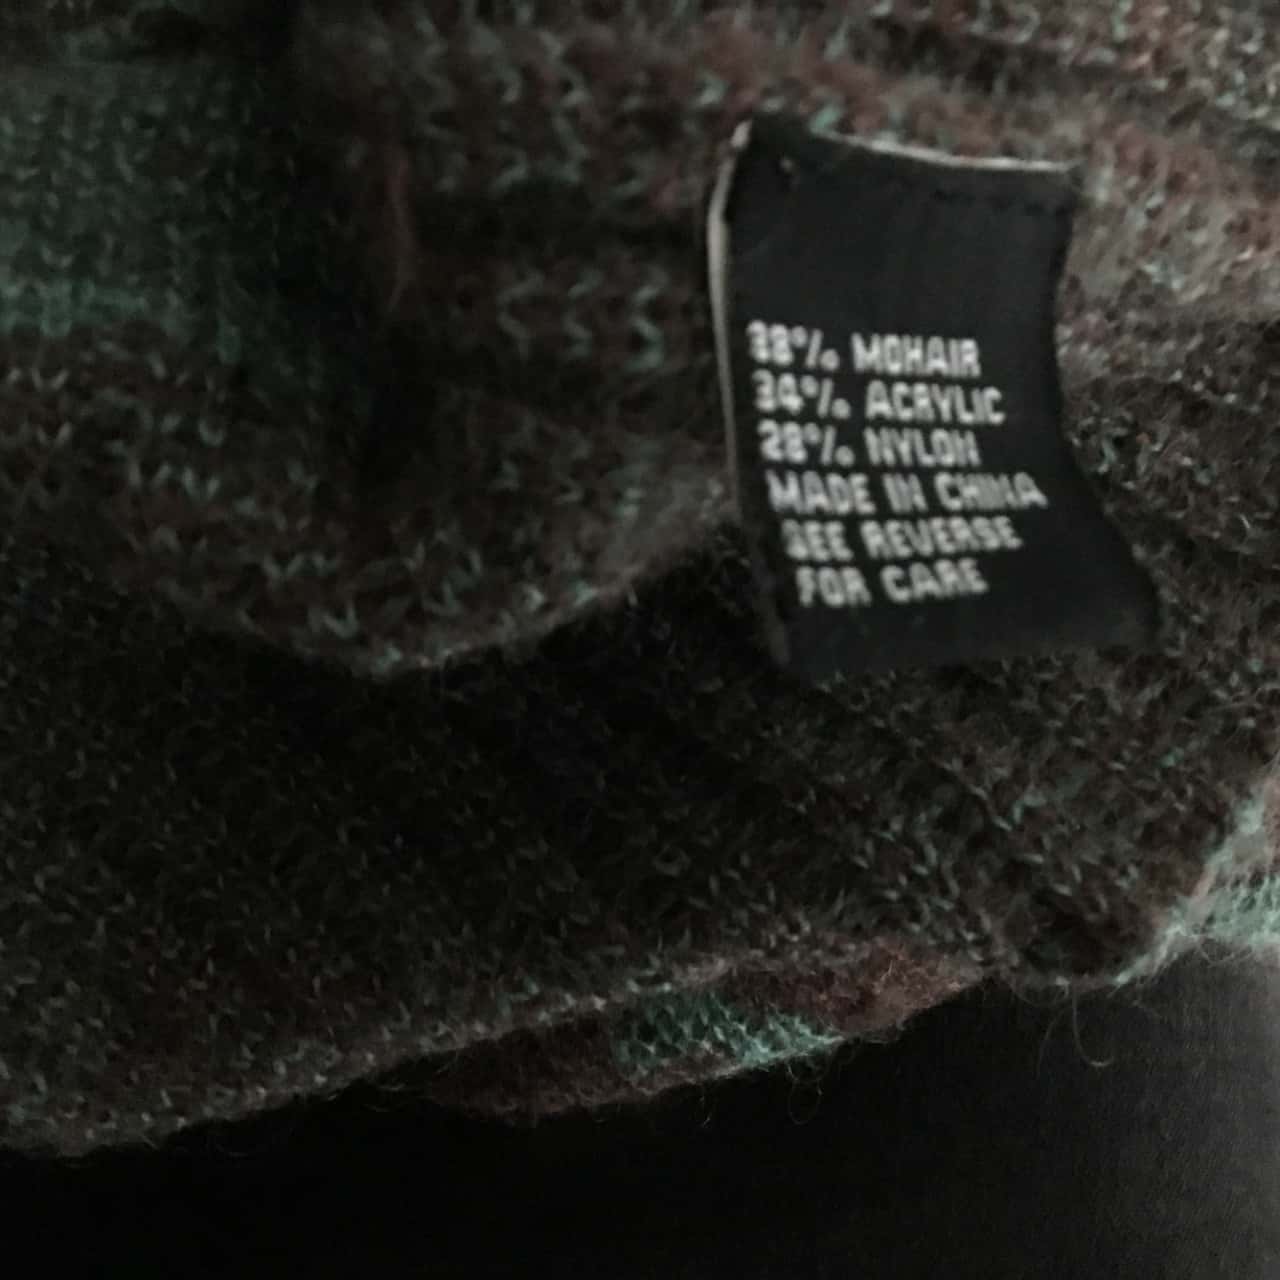 38% MOHAIR
34% ACRYLIC
28% NYLON
MADE IN CHINA
SEE REVERSE
FOR CARE